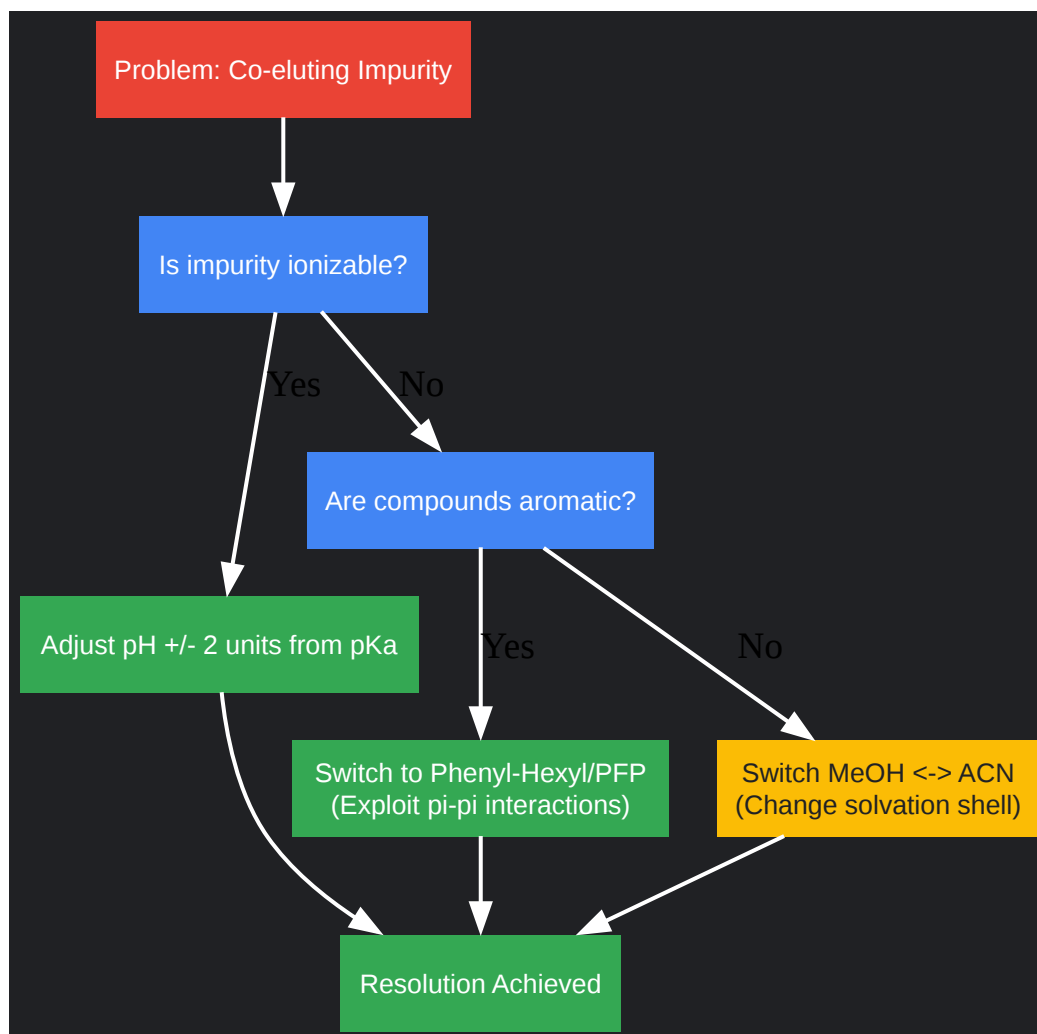 Problem: Co-eluting Impurity
Is impurity ionizable?
Yes
No
Are compounds aromatic?
Adjust pH +/- 2 units from pKa
Yes
No
Switch to Phenyl-Hexyl/PFP
(Exploit pi-pi interactions)
Switch MeOH <-> ACN
(Change solvation shell)
Resolution Achieved